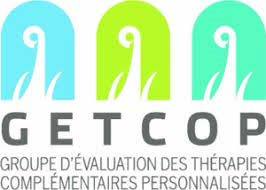 GETCOP
GROUPE D'ÉVALUATION DES THÉRAPIES
COMPLÉMENTAIRES PERSONNALISÉES